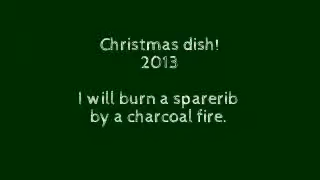 Christmas dish!
2013
I will burn a sparerib
by a charcoal fire.